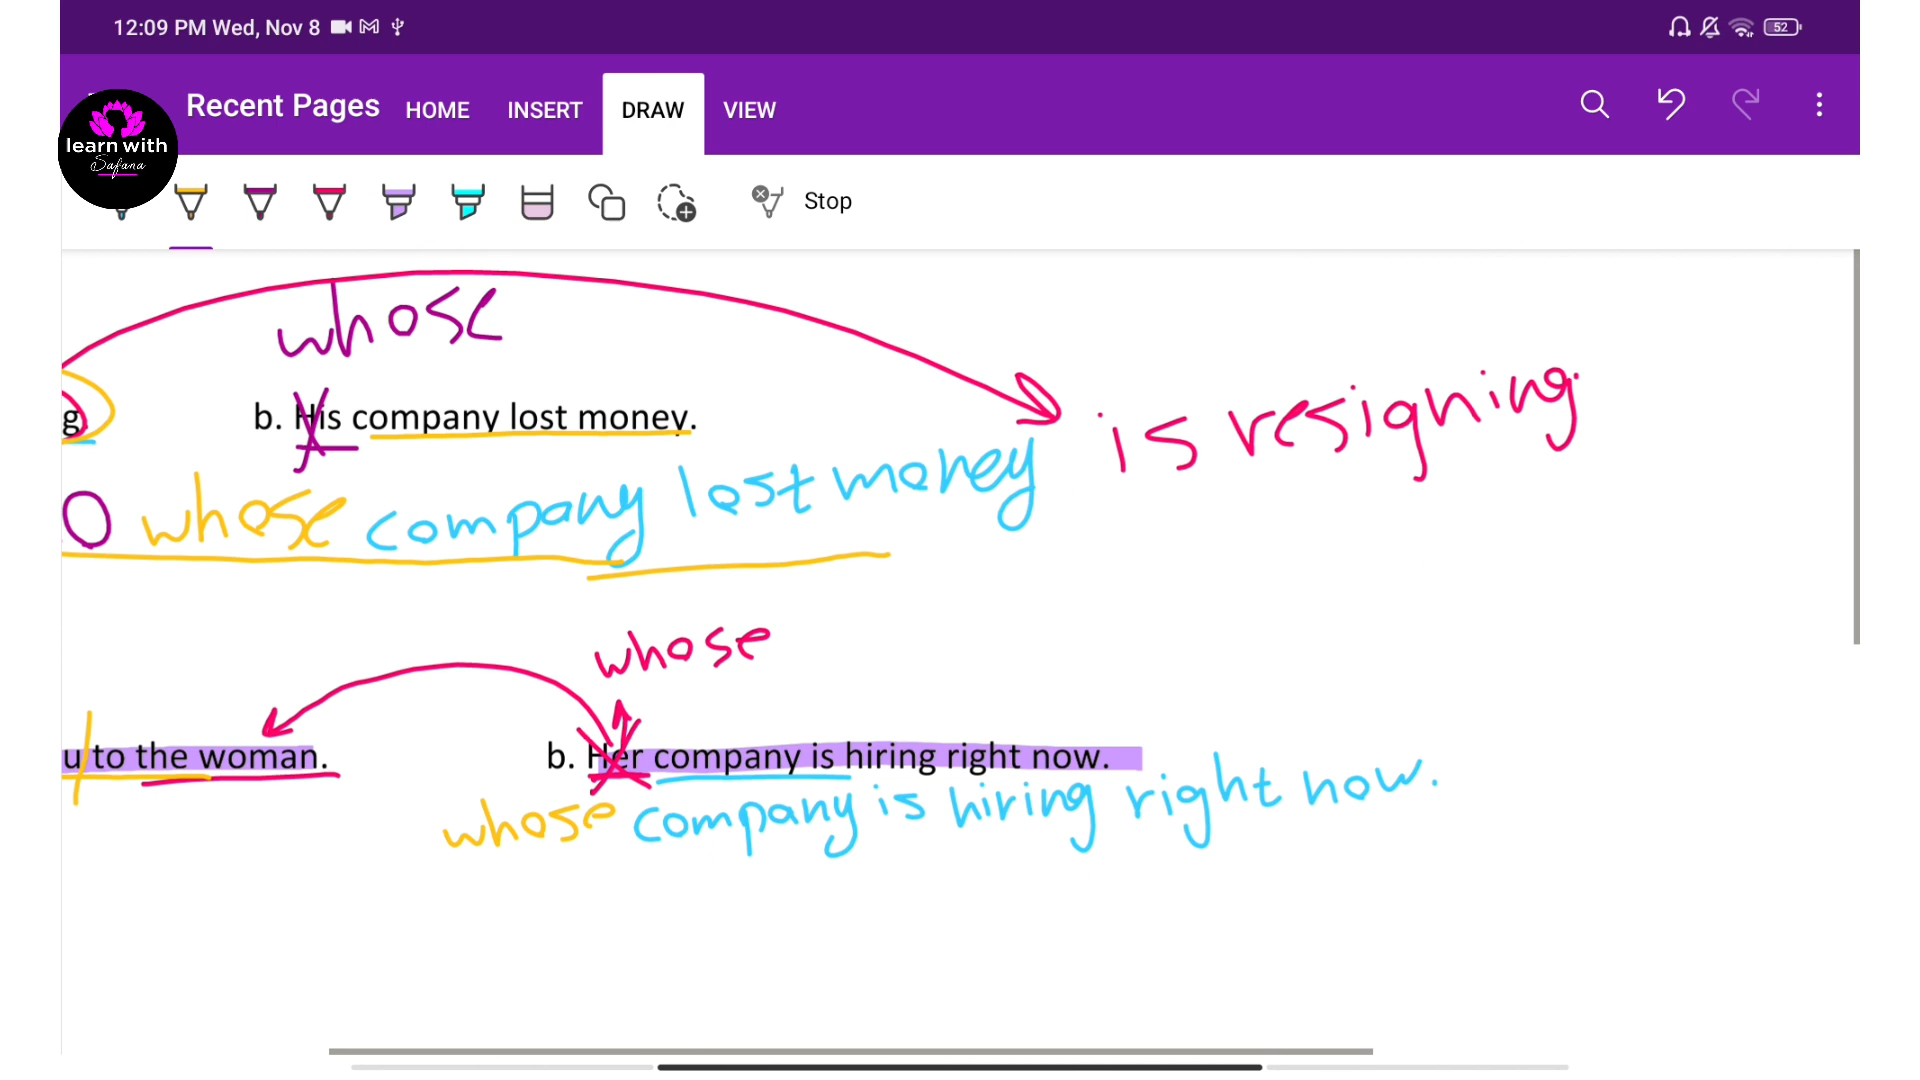 12:09 PM Wed, Nov 8
52
Recent Pages HOME INSERT DRAW VIEW
learn with
Safana
Stop
whose
g b. His company lost money.
is resigning.
O whose company lost money
whose
u to the woman. b. Her company is hiring right now.
whose company is hiring right now.